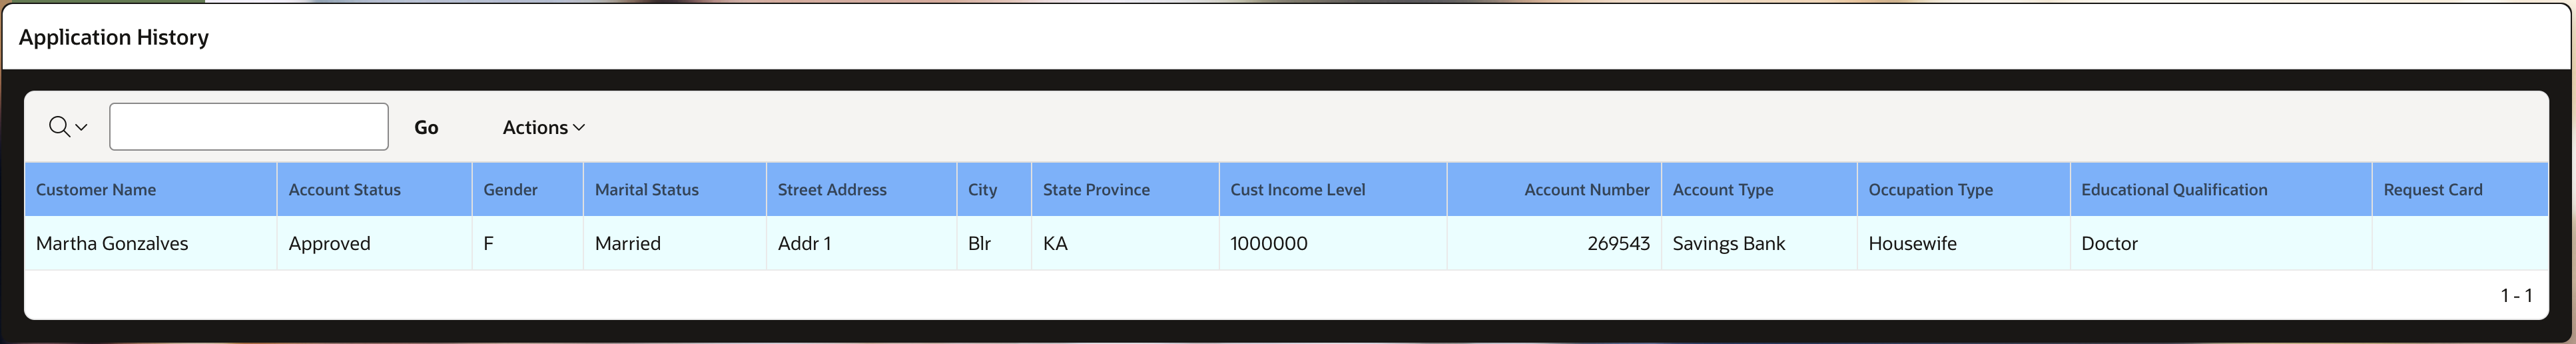 Application History
Go Actions
Customer Name Account Status Gender Marital Status Street Address City State Province Cust Income Level Account Number Account Type Occupation Type Educational Qualification Request Card
Martha Gonzalves Approved F Married Addr 1 Blr KA 1000000 269543 Savings Bank Housewife Doctor
1 - 1